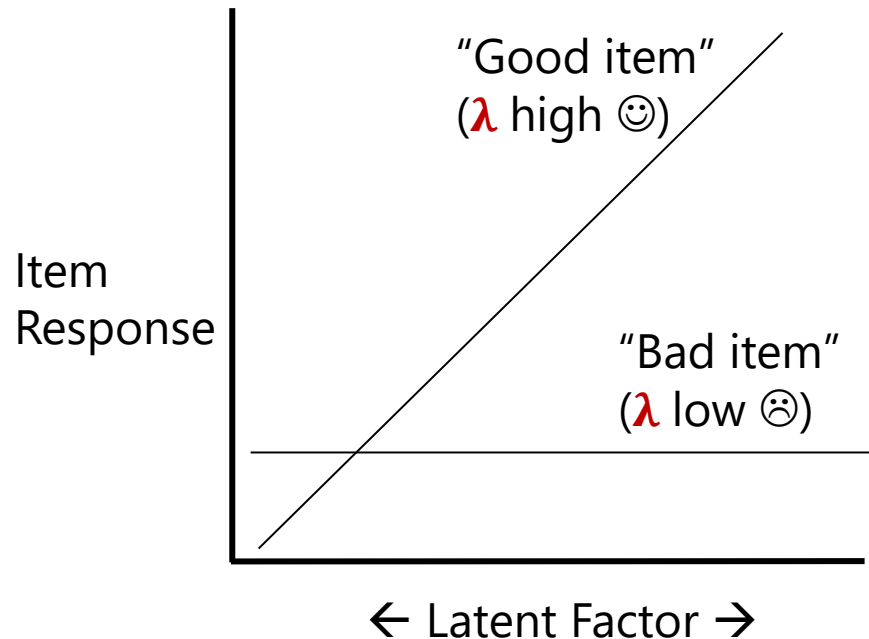 “Good item”
(λ high ☺)
Item
Response
“Bad item”
(λ low ☹)
← Latent Factor →